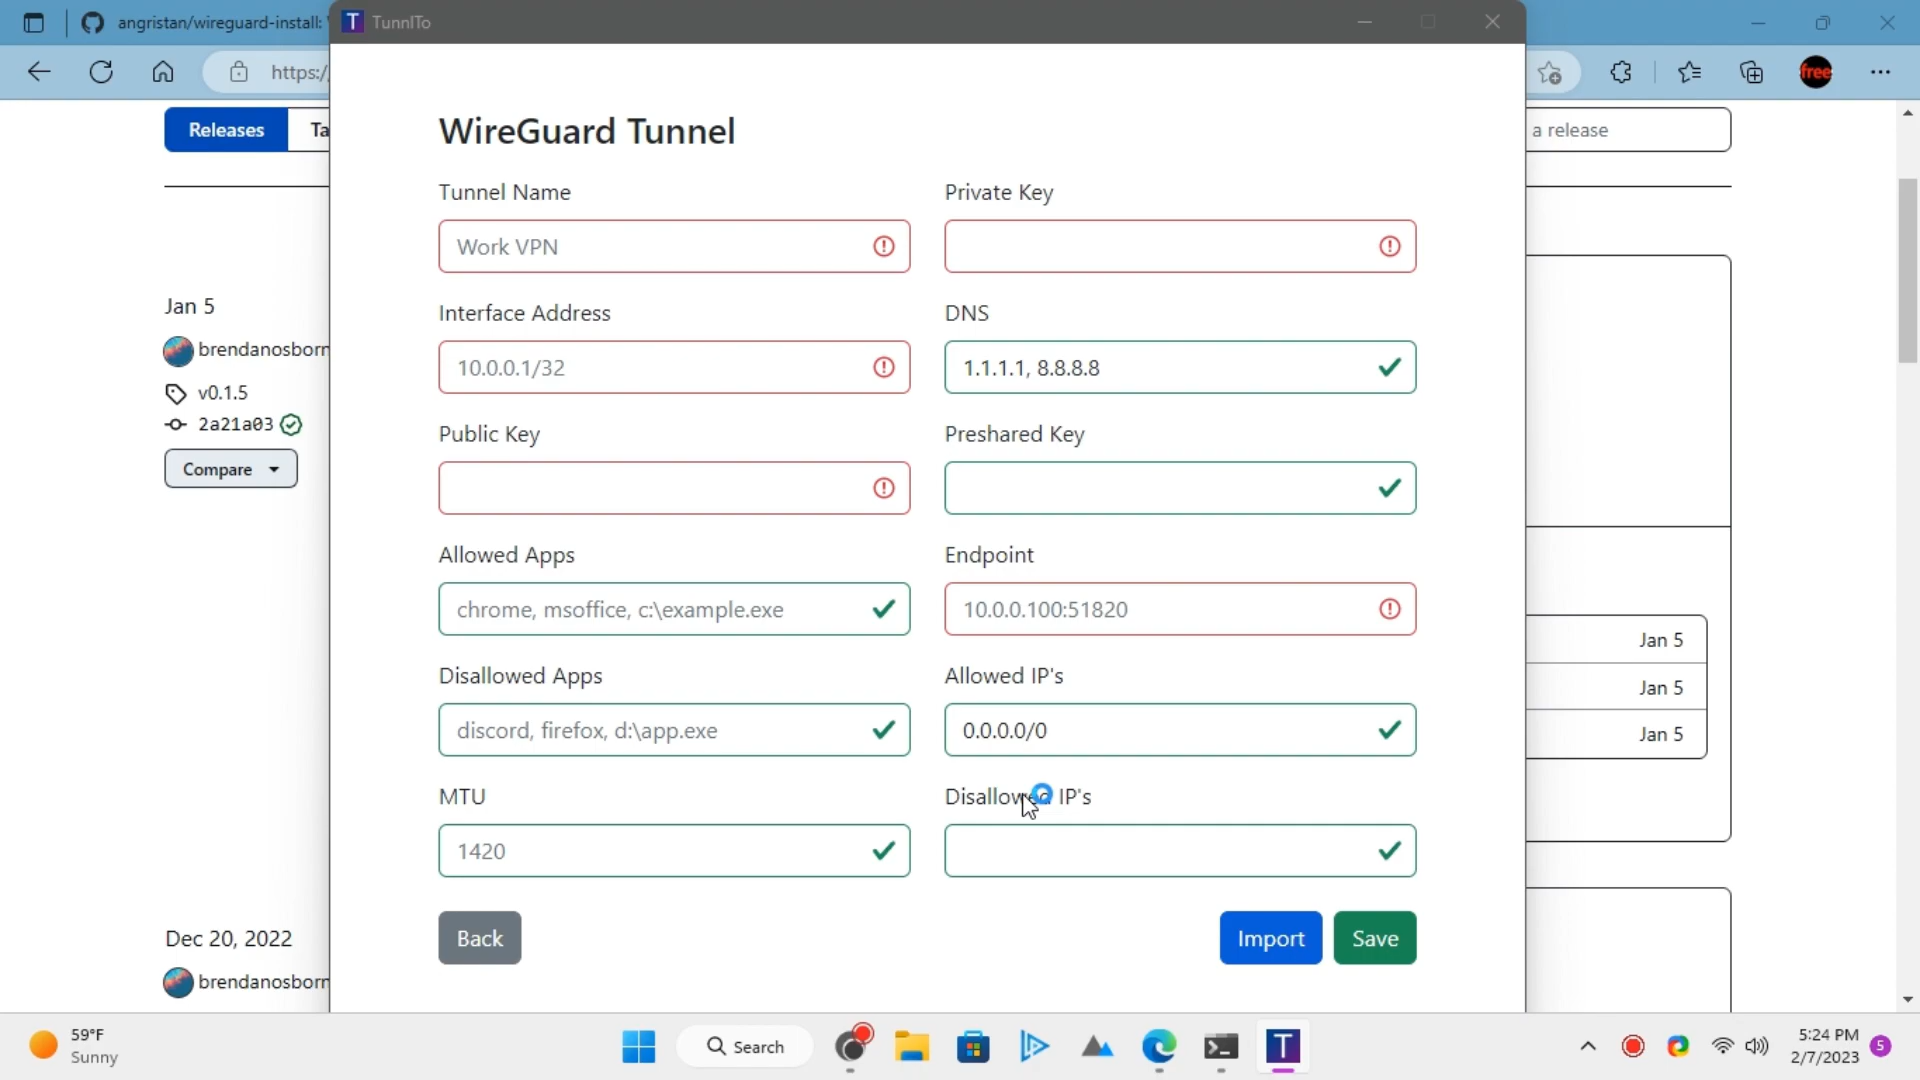 angristan/wireguard-install:
TunnlTo
https:/
free
Releases
Ta
a release
WireGuard Tunnel
Tunnel Name
Private Key
Work VPN
Interface Address
DNS
10.0.0.1/32
1.1.1.1, 8.8.8.8
Public Key
Preshared Key
Allowed Apps
Endpoint
chrome, msoffice, c:\example.exe
10.0.0.100:51820
Disallowed Apps
Allowed IP's
discord, firefox, d:\app.exe
0.0.0.0/0
MTU
Disallowed IP's
1420
Back
Import
Save
Jan 5
brendanosborn
v0.1.5
2a21a03
Compare
Dec 20, 2022
brendanosborn
Jan 5
Jan 5
Jan 5
59°F
Sunny
Search
T
5:24 PM
2/7/2023
5